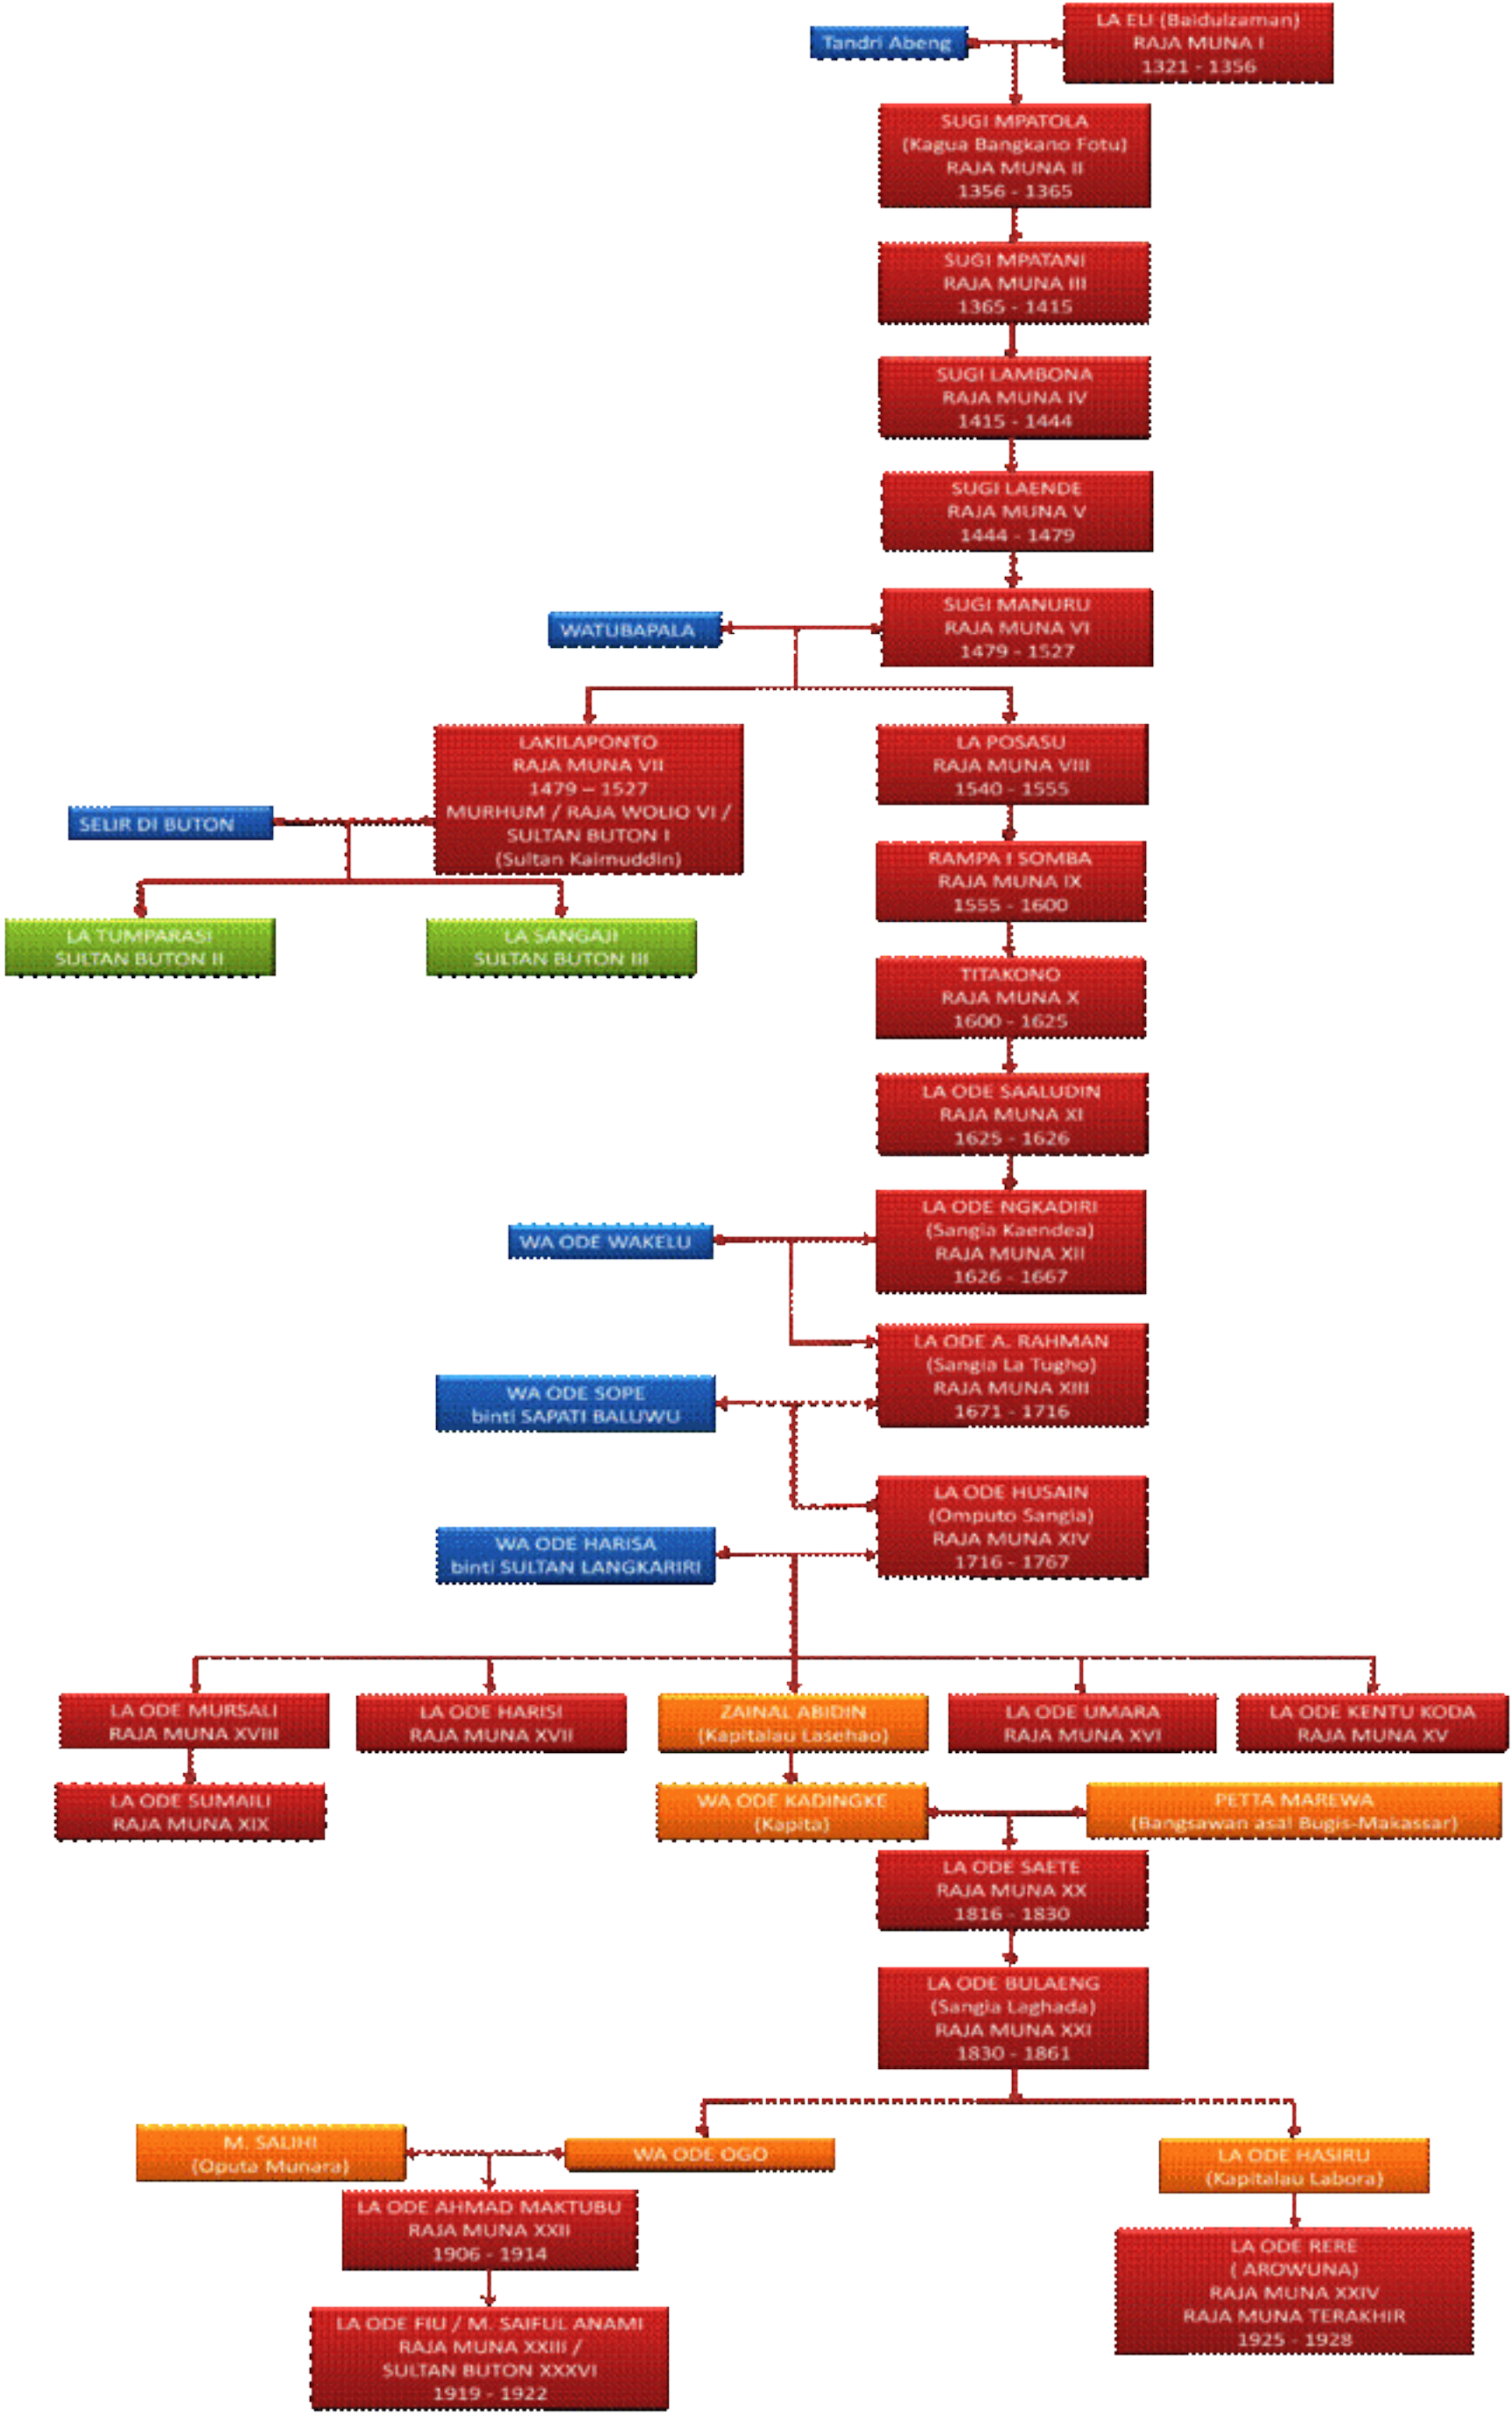 Tandri Abeng
LA ELI (Baidulzaman)
RAJA MUNA I
1321 - 1356
SUGI MPATOLA
(Kagua Bangkano Fotu)
RAJA MUNA II
1356 - 1365
SUGI MPATANI
RAJA MUNA III
1365 - 1415
SUGI LAMBONA
RAJA MUNA IV
1415 - 1444
SUGI LAENDE
RAJA MUNA V
1444 - 1479
WATUBAPALA
SUGI MANURU
RAJA MUNA VI
1479 - 1527
LAKILAPONTO
RAJA MUNA VII
1479 – 1527
MURHUM / RAJA WOLIO VI /
SULTAN BUTON I
(Sultan Kaimuddin)
LA POSASU
RAJA MUNA VIII
1540 - 1555
SELIR DI BUTON
RAMPA I SOMBA
RAJA MUNA IX
1555 - 1600
LA TUMPARASI
SULTAN BUTON II
LA SANGAJI
SULTAN BUTON III
TITAKONO
RAJA MUNA X
1600 - 1625
LA ODE SAALUDIN
RAJA MUNA XI
1625 - 1626
WA ODE WAKELU
LA ODE NGKADIRI
(Sangia Kaendea)
RAJA MUNA XII
1626 - 1667
LA ODE A. RAHMAN
(Sangia La Tugho)
RAJA MUNA XIII
1671 - 1716
WA ODE SOPE
binti SAPATI BALUWU
LA ODE HUSAIN
(Omputo Sangia)
RAJA MUNA XIV
1716 - 1767
WA ODE HARISA
binti SULTAN LANGKARIRI
LA ODE MURSALI
RAJA MUNA XVIII
LA ODE HARISI
RAJA MUNA XVII
ZAINAL ABIDIN
(Kapitalau Lasehao)
LA ODE UMARA
RAJA MUNA XVI
LA ODE KENTU KODA
RAJA MUNA XV
LA ODE SUMAILI
RAJA MUNA XIX
WA ODE KADINGKE
(Kapita)
PETTA MAREWA
(Bangsawan asal Bugis-Makassar)
LA ODE SAETE
RAJA MUNA XX
1816 - 1830
LA ODE BULAENG
(Sangia Laghada)
RAJA MUNA XXI
1830 - 1861
M. SALIHI
(Oputa Munara)
WA ODE OGO
LA ODE HASIRU
(Kapitalau Labora)
LA ODE AHMAD MAKTUBU
RAJA MUNA XXII
1906 - 1914
LA ODE RERE
( AROWUNA)
RAJA MUNA XXIV
RAJA MUNA TERAKHIR
1925 - 1928
LA ODE FIU / M. SAIFUL ANAMI
RAJA MUNA XXIII /
SULTAN BUTON XXXVI
1919 - 1922